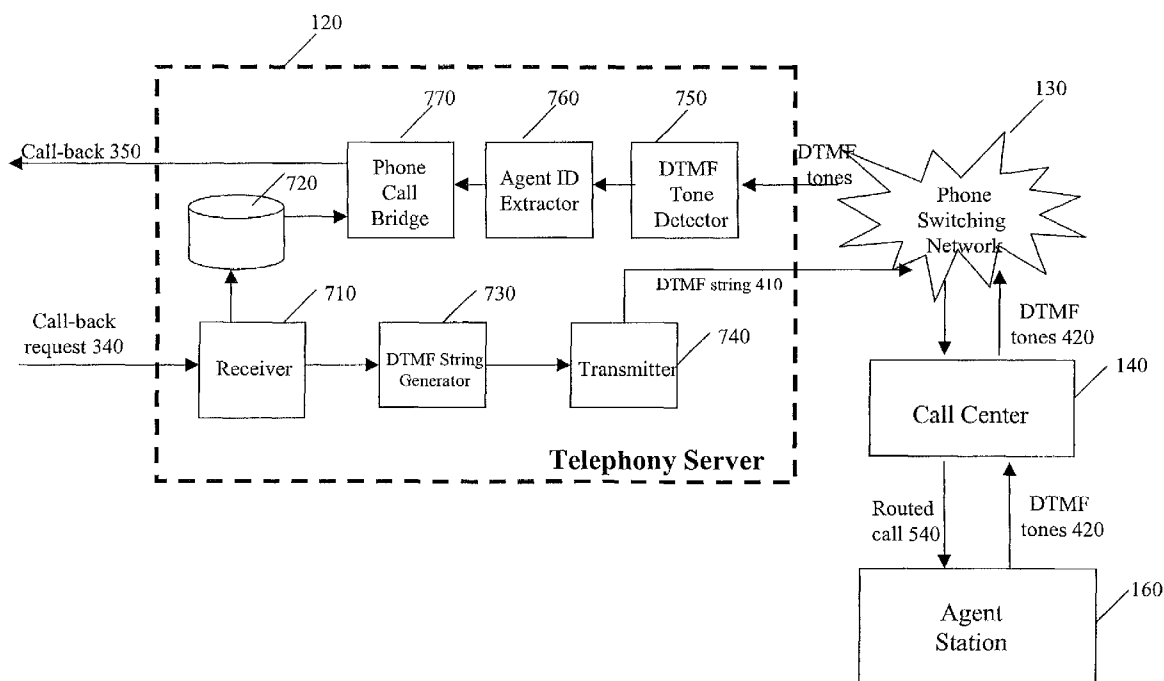 120
770
760
750
130
Call-back 350
Phone
Call
Bridge
Agent ID
Extractor
DTMF
Tone
Detector
DTMF
tones
Phone
Switching
Network
720
DTMF string 410
710
730
740
Call-back
request 340
Receiver
DTMF String
Generator
Transmitter
DTMF
tones 420
140
Call Center
Telephony Server
Routed
call 540
DTMF
tones 420
160
Agent
Station